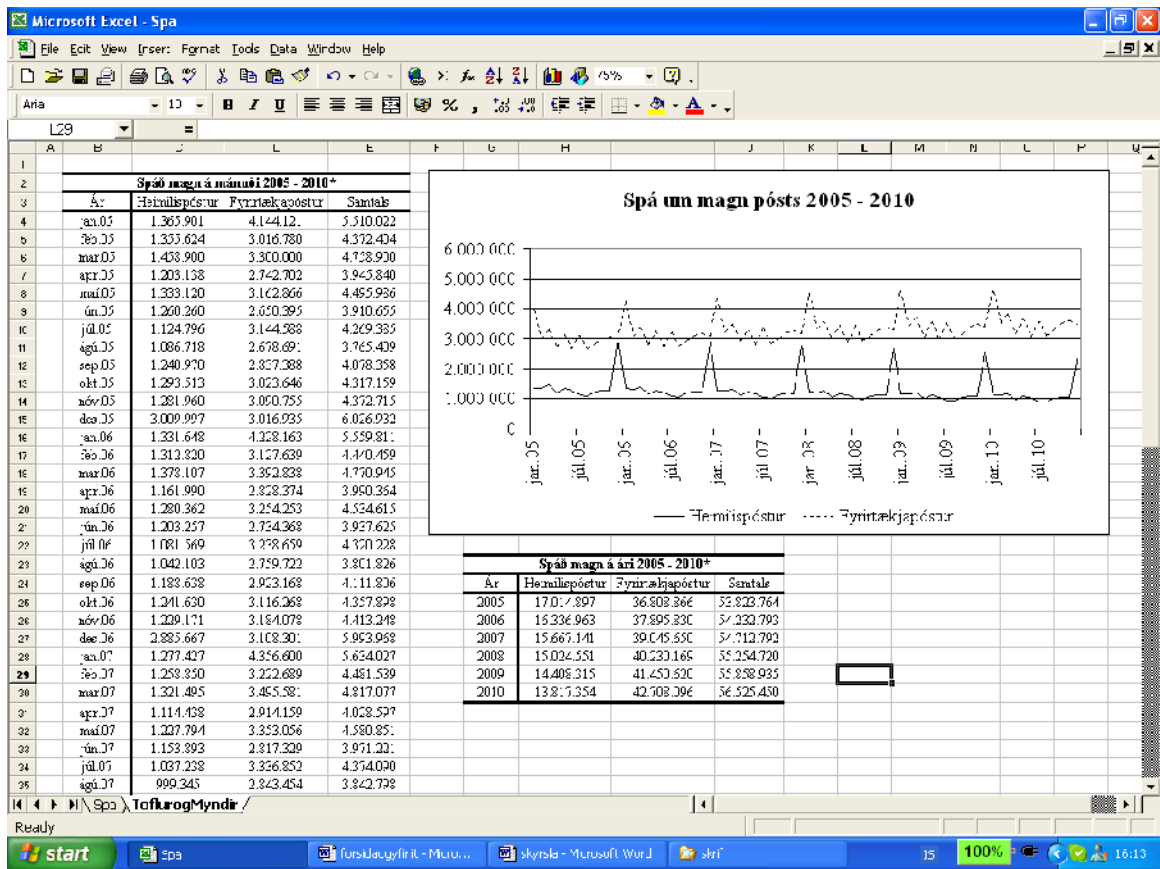 Microsoft Excel - Spa
File Edit View Insert Format Tools Data Window Help
75%
10 B I U
L29 =
Spáð magn á mánuði 2005 - 2010*
Ár Heimilispóstur Fyrirtækjapóstur Samtals
jan.05 1.365.901 5.510.022
feb.05 1.355.624 3.016.780 4.372.404
mar.05 1.458.900 3.300.000 4.758.900
apr.05 1.203.138 2.742.702 3.945.840
maí.05 1.333.120 3.162.866
jún.05 1.260.260 2.650.395 3.910.655
júl.05 1.124.796 3.144.588
ágú.05 1.086.718 2.678.691 3.765.409
sep.05 1.240.970 2.837.388 4.078.358
okt.05 1.293.513 3.023.646 4.317.159
nóv.05 1.281.960 3.090.755 4.372.715
des.05 3.009.997 3.016.935 6.026.932
jan.06 1.331.648 4.228.163 5.559.811
feb.06 1.312.820 3.127.639 4.440.459
mar.06 1.378.107 3.392.838 4.770.945
apr.06 1.161.990 2.828.374 3.990.364
maí.06 1.280.362 3.254.253 4.534.615
jún.06 1.203.257 2.734.368 3.937.625
júl.06 1.081.569 3.238.659 4.320.228
ágú.06 1.042.103 2.759.722 3.801.826
sep.06 1.188.638 2.923.168 4.111.806
okt.06 1.241.630 3.116.268 4.357.898
nóv.06 1.229.171 3.184.078 4.413.248
des.06 2.885.667 3.108.301 5.993.968
jan.07 1.277.427 4.356.600 5.634.027
feb.07 1.258.850 3.222.689 4.481.539
mar.07 1.321.495 3.495.581 4.817.077
apr.07 1.114.438 2.914.159 4.028.597
maí.07 1.227.794 3.353.056 4.580.851
jún.07 1.153.893 2.817.329 3.971.221
júl.07 1.037.238 3.336.852 4.374.090
ágú.07 999.345 2.843.454 3.842.798
Spá um magn pósts 2005 - 2010
6.000.000
5.000.000
4.000.000
3.000.000
2.000.000
1.000.000
0
jan.05 júl.05 jan.06 júl.06 jan.07 júl.07 jan.08 júl.08 jan.09 júl.09 jan.10 júl.10
Heimilispóstur Fyrirtækjapóstur
Spáð magn á ári 2005 - 2010*
Ár Heimilispóstur Fyrirtækjapóstur Samtals
2005 17.014.897 36.808.866 53.823.764
2006 16.336.963 37.895.830 54.232.793
2007 15.667.141 39.045.650 54.712.792
2008 15.024.551 40.230.169 55.254.720
2009 14.408.315 41.450.620 55.858.935
2010 13.817.354 42.708.096 56.525.450
Spa TöflurogMyndir
Ready
start Spa skyrsla - Microsoft Word IS 100% 16:13